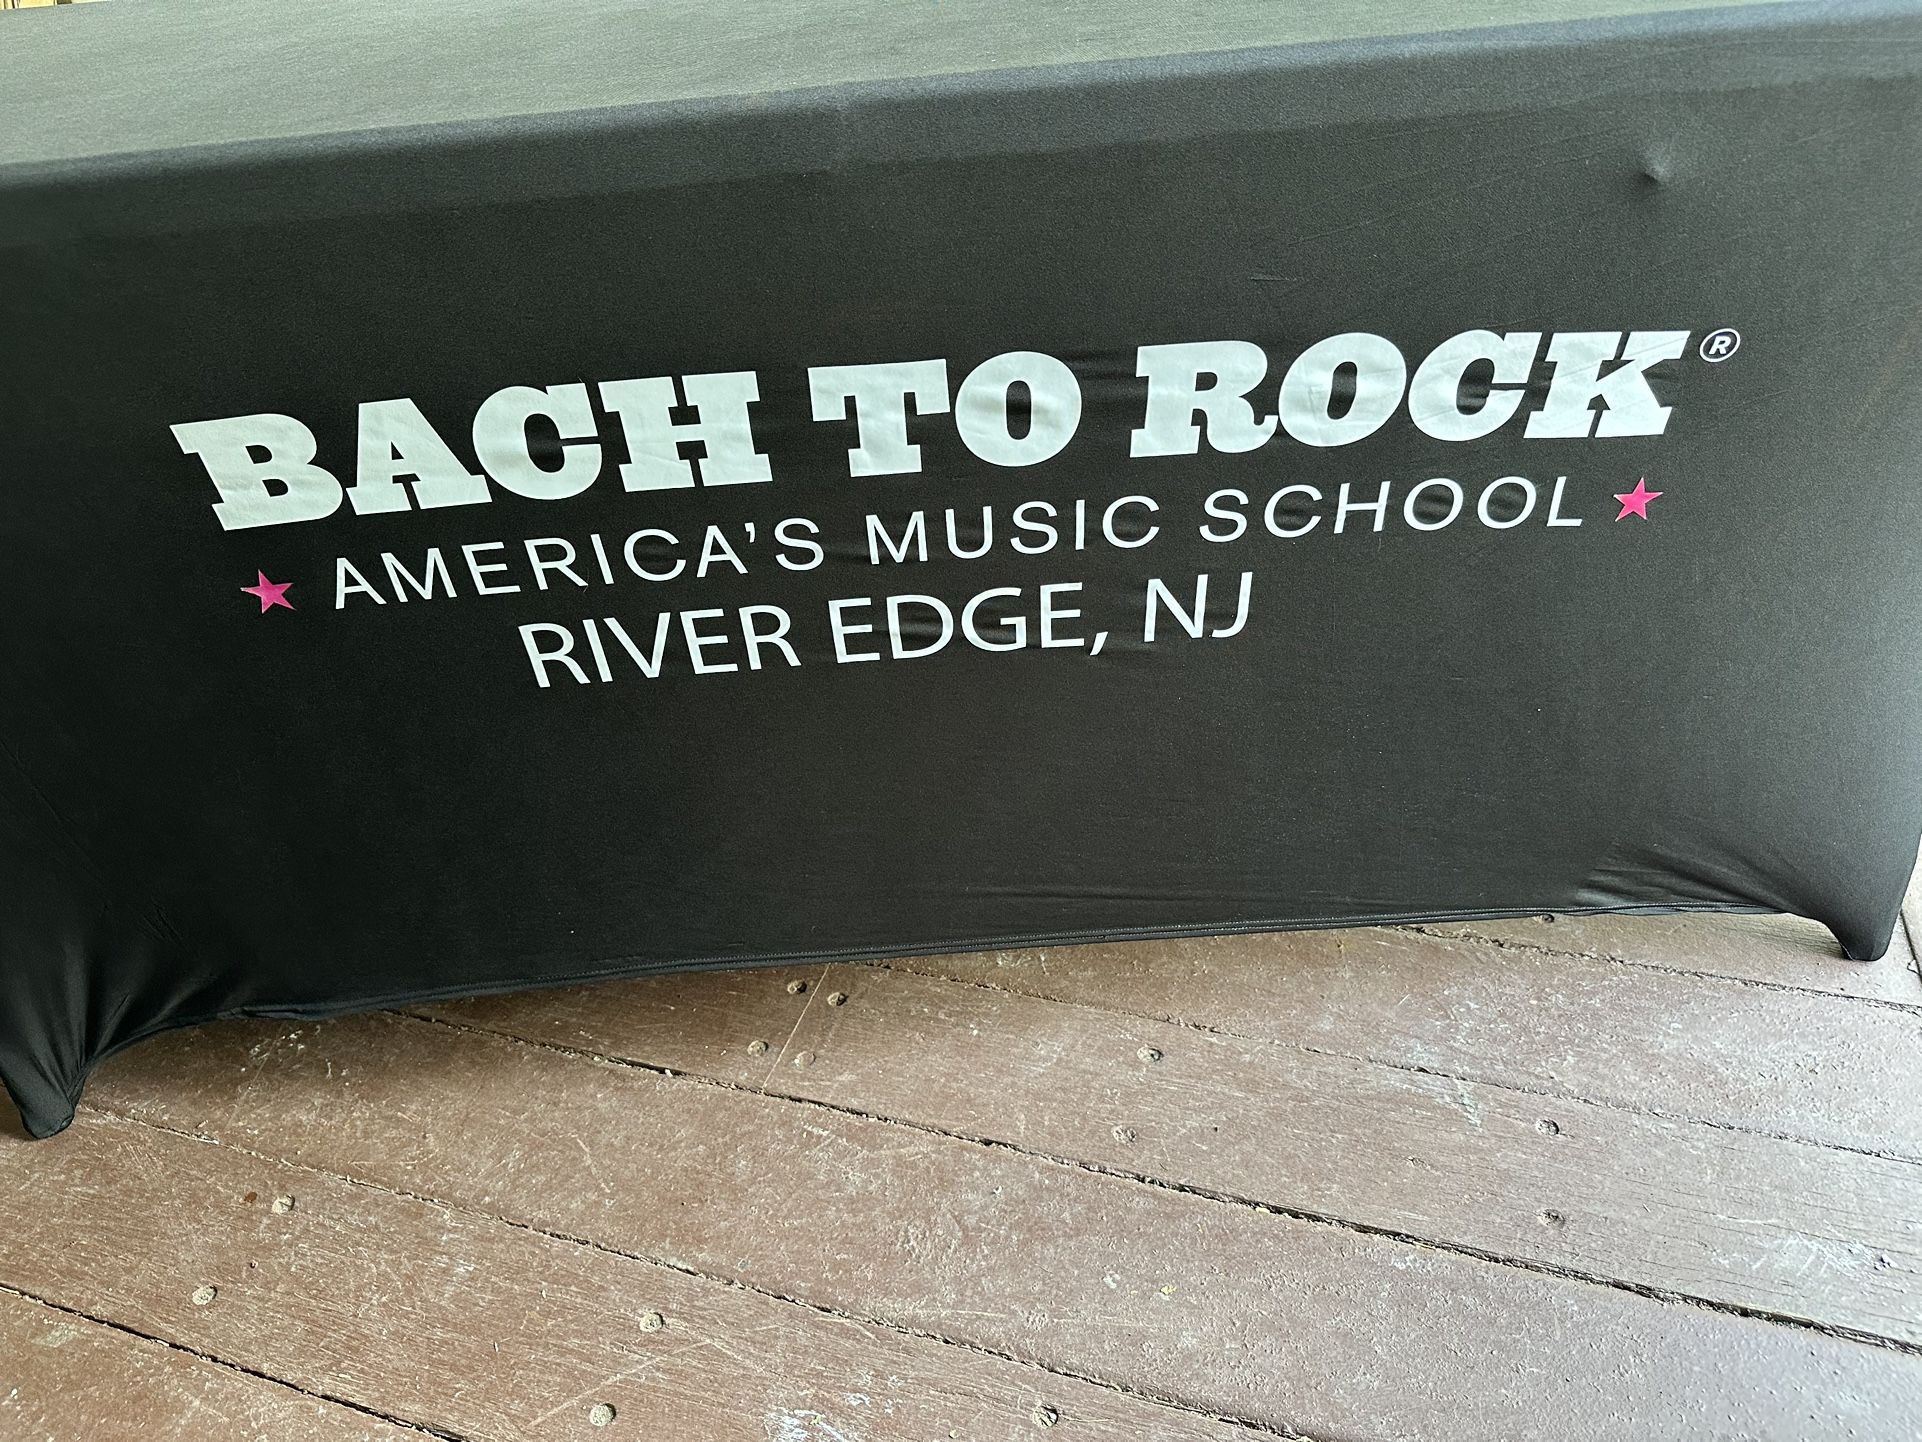 BACH TO ROCK®
AMERICA'S MUSIC SCHOOL
RIVER EDGE, NJ